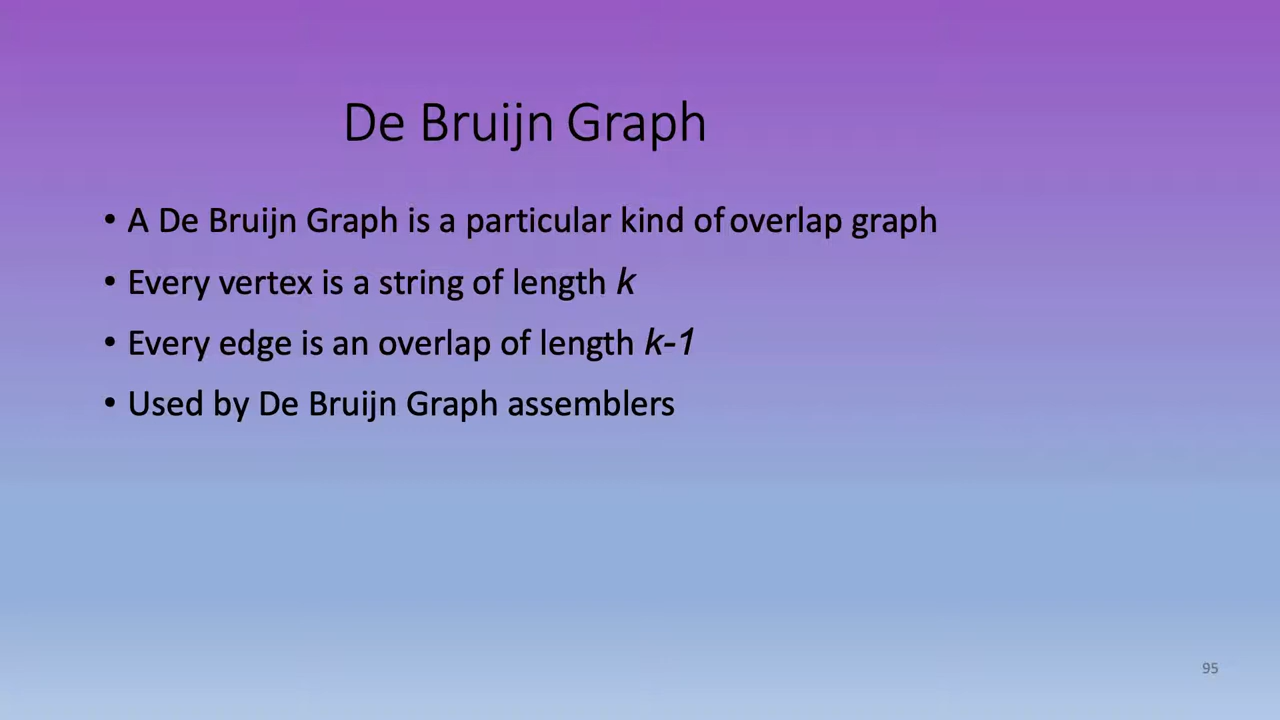 De Bruijn Graph
• A De Bruijn Graph is a particular kind of overlap graph
• Every vertex is a string of length k
• Every edge is an overlap of length k-1
• Used by De Bruijn Graph assemblers
95